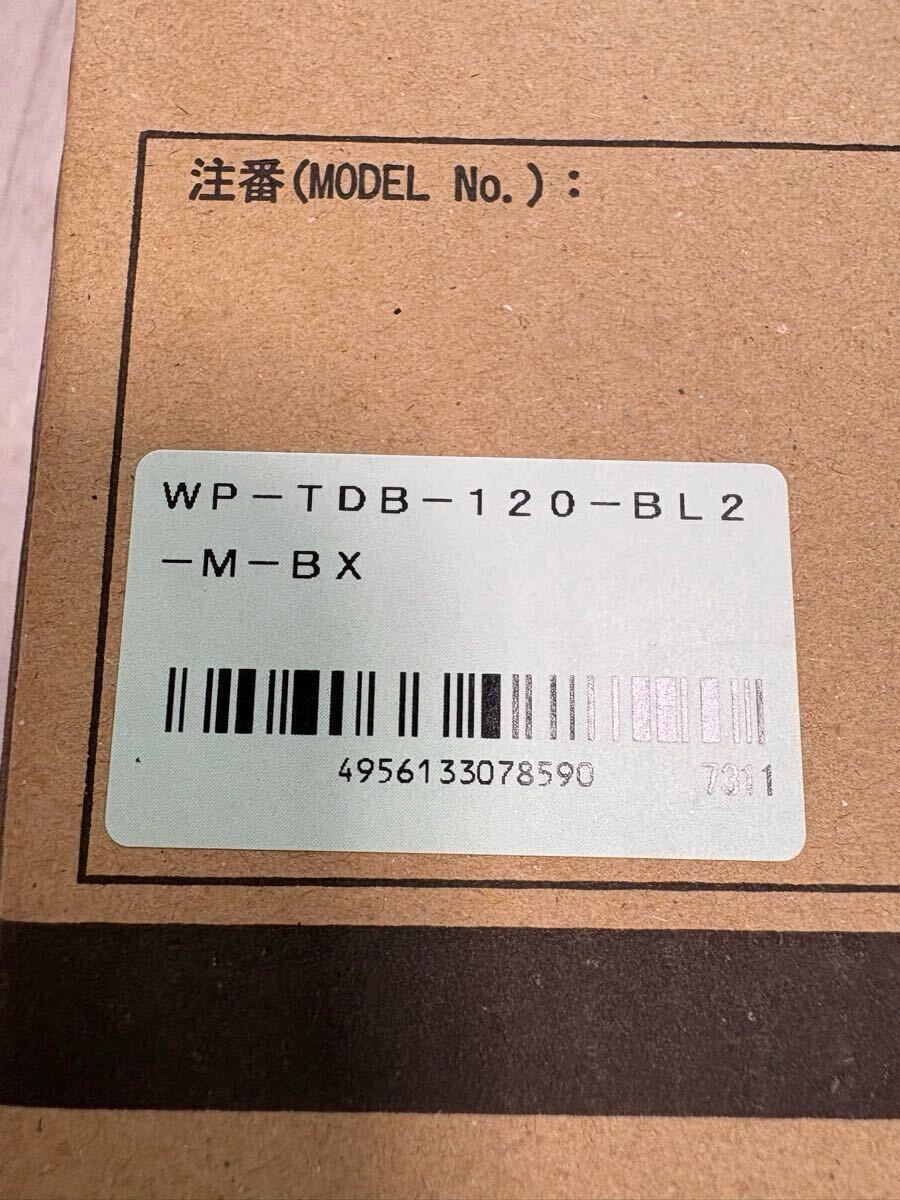 注番(MODEL No.):
WP-TDB-120-BL2
-M-BX
4956133078590 7311